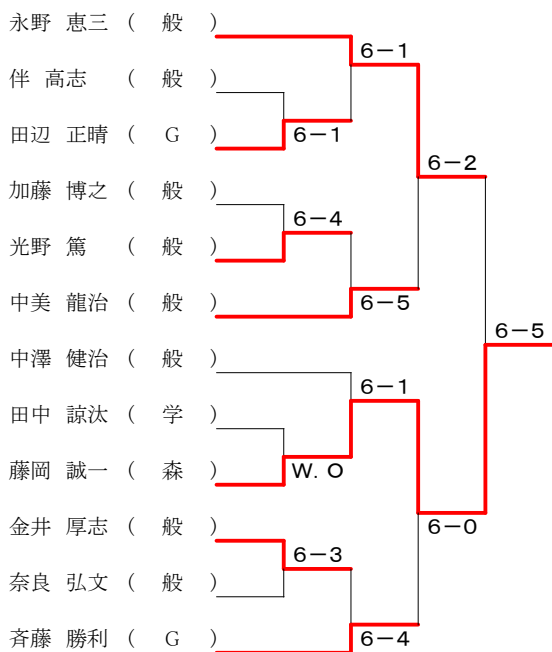 永野 恵三 ( 般 )
6-1
伴 高志 ( 般 )
田辺 正晴 ( G )
6-1
6-2
加藤 博之 ( 般 )
6-4
光野 篤 ( 般 )
中美 龍治 ( 般 )
6-5
6-5
中澤 健治 ( 般 )
6-1
田中 諒汰 ( 学 )
藤岡 誠一 ( 森 )
W.O
金井 厚志 ( 般 )
6-0
6-3
奈良 弘文 ( 般 )
斉藤 勝利 ( G )
6-4